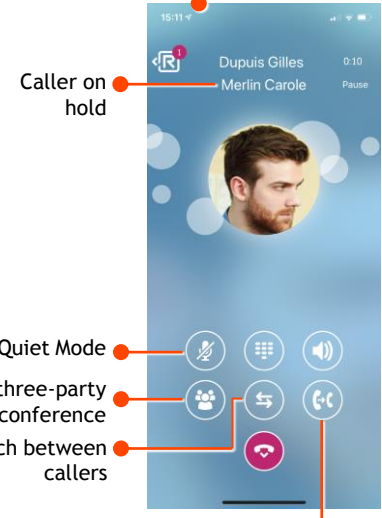 15:11
1
R
Dupuis Gilles 0:10
Merlin Carole Pause
Caller on
hold
Quiet Mode
three-party
conference
between
callers